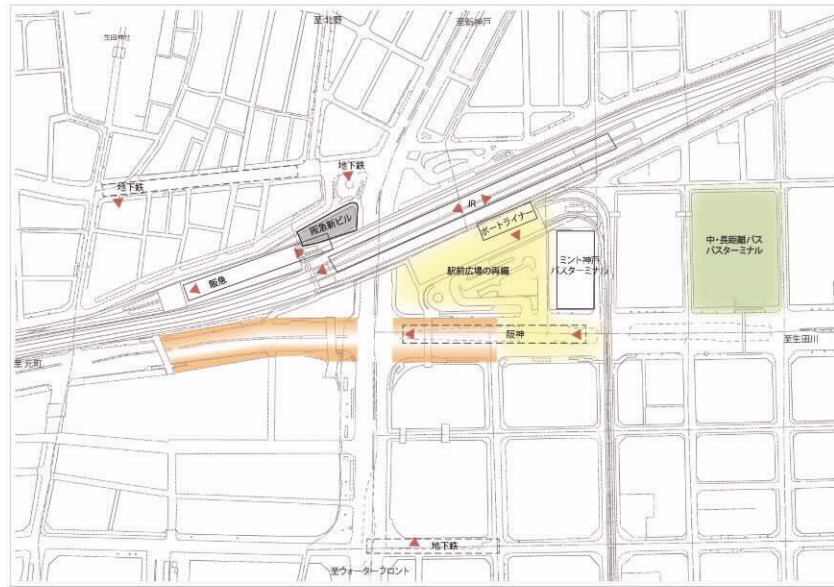 至北野
至新神戸
生田神社
地下鉄
地下鉄
JR
阪急新ビル
ポートライナー
中・長距離バス
バスターミナル
駅前広場の再編
ミント神戸
バスターミナル
阪急
阪神
至生田川
至元町
地下鉄
至ウォーターフロント